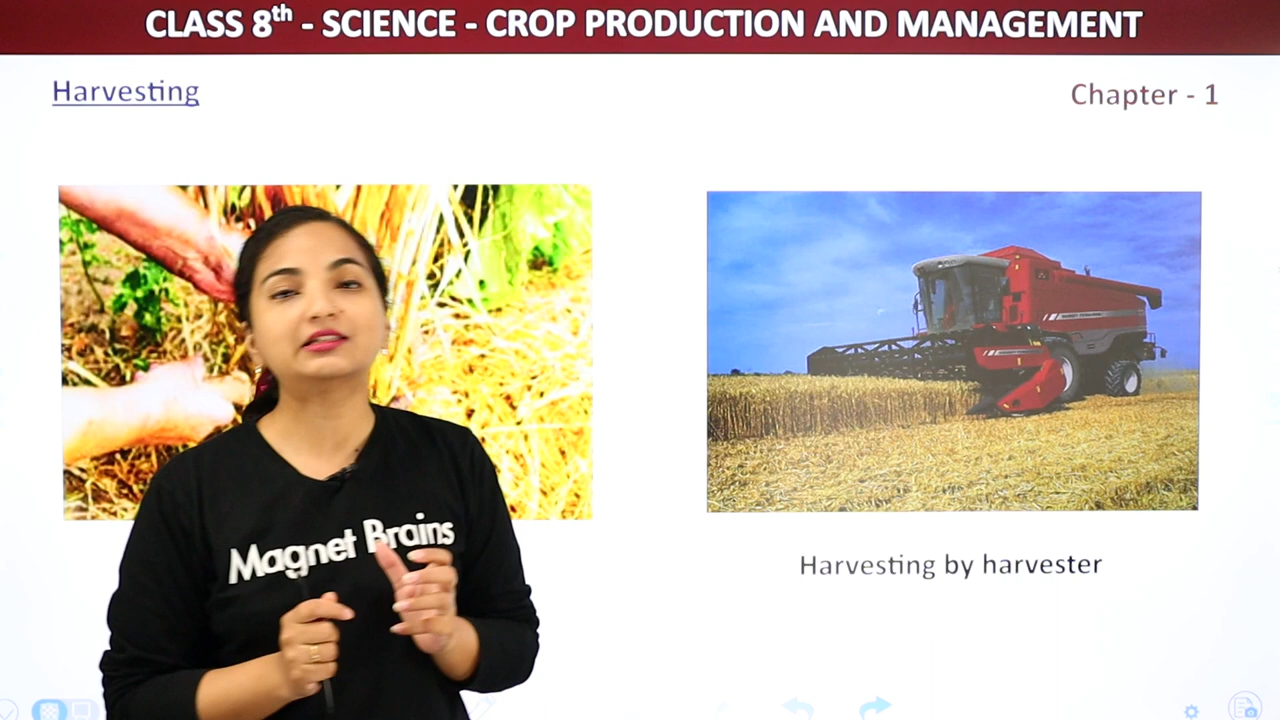 CLASS 8th - SCIENCE - CROP PRODUCTION AND MANAGEMENT
Harvesting
Chapter - 1
Magnet Brains
Harvesting by harvester